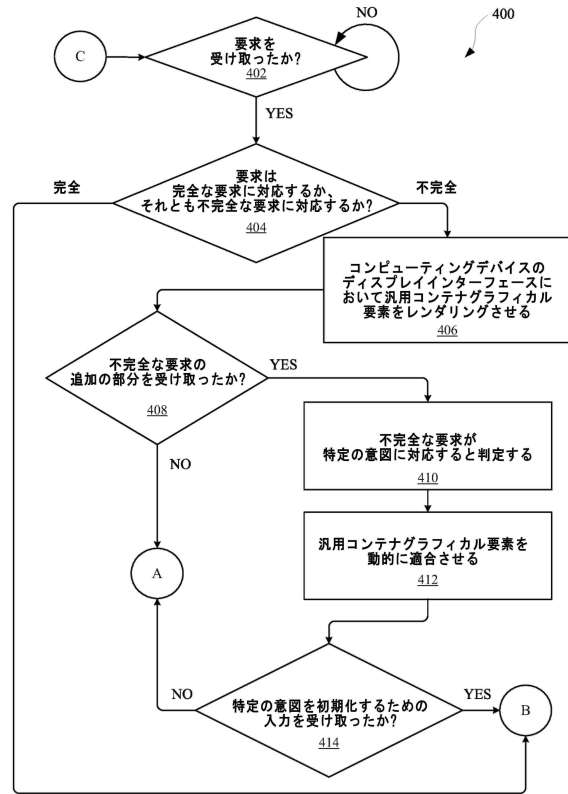 NO
400
C
要求を
受け取ったか?
402
YES
要求は
完全な要求に対応するか、
それとも不完全な要求に対応するか?
404
完全
不完全
コンピューティングデバイスの
ディスプレイインターフェースに
おいて汎用コンテナグラフィカル
要素をレンダリングさせる
406
不完全な要求の
追加の部分を受け取ったか?
408
YES
NO
不完全な要求が
特定の意図に対応すると判定する
410
汎用コンテナグラフィカル要素を
動的に適合させる
412
A
特定の意図を初期化するための
入力を受け取ったか?
414
NO
YES
B